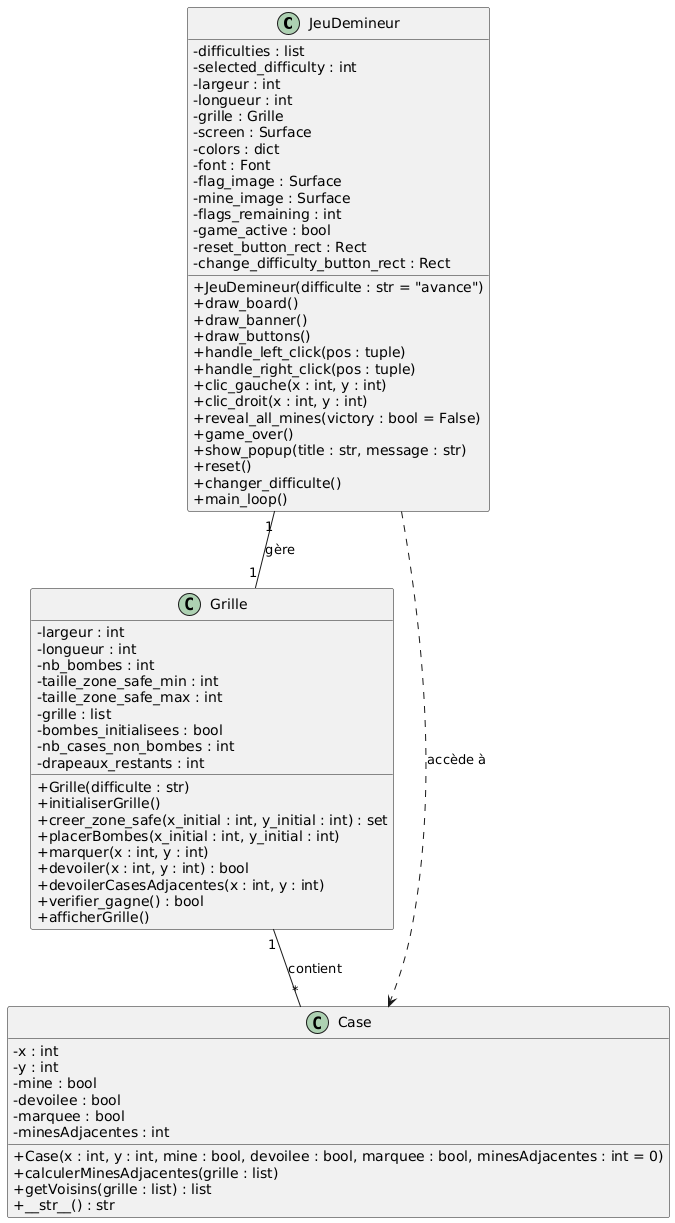 C JeuDemineur
-difficulties : list
-selected_difficulty : int
-largeur : int
-longueur : int
-grille : Grille
-screen : Surface
-colors : dict
-font : Font
-flag_image : Surface
-mine_image : Surface
-flags_remaining : int
-game_active : bool
-reset_button_rect : Rect
-change_difficulty_button_rect : Rect
+JeuDemineur(difficulte : str = "avance")
+draw_board()
+draw_banner()
+draw_buttons()
+handle_left_click(pos : tuple)
+handle_right_click(pos : tuple)
+clic_gauche(x : int, y : int)
+clic_droit(x : int, y : int)
+reveal_all_mines(victory : bool = False)
+game_over()
+show_popup(title : str, message : str)
+reset()
+changer_difficulte()
+main_loop()
1
gère
1
C Grille
-largeur : int
-longueur : int
-nb_bombes : int
-taille_zone_safe_min : int
-taille_zone_safe_max : int
-grille : list
-bombes_initialisees : bool
-nb_cases_non_bombes : int
-drapeaux_restants : int
+Grille(difficulte : str)
+initialiserGrille()
+creer_zone_safe(x_initial : int, y_initial : int) : set
+placerBombes(x_initial : int, y_initial : int)
+marquer(x : int, y : int)
+devoiler(x : int, y : int) : bool
+devoilerCasesAdjacentes(x : int, y : int)
+verifier_gagne() : bool
+afficherGrille()
accède à
1
contient
*
C Case
-x : int
-y : int
-mine : bool
-devoilee : bool
-marquee : bool
-minesAdjacentes : int
+Case(x : int, y : int, mine : bool, devoilee : bool, marquee : bool, minesAdjacentes : int = 0)
+calculerMinesAdjacentes(grille : list)
+getVoisins(grille : list) : list
+__str__() : str